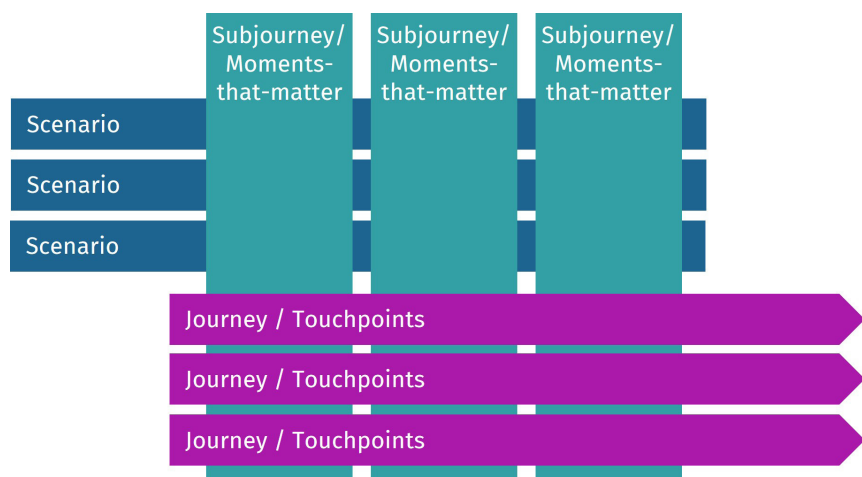 Subjourney/
Moments-
that-matter
Subjourney/
Moments-
that-matter
Subjourney/
Moments-
that-matter
Scenario
Scenario
Scenario
Journey / Touchpoints
Journey / Touchpoints
Journey / Touchpoints